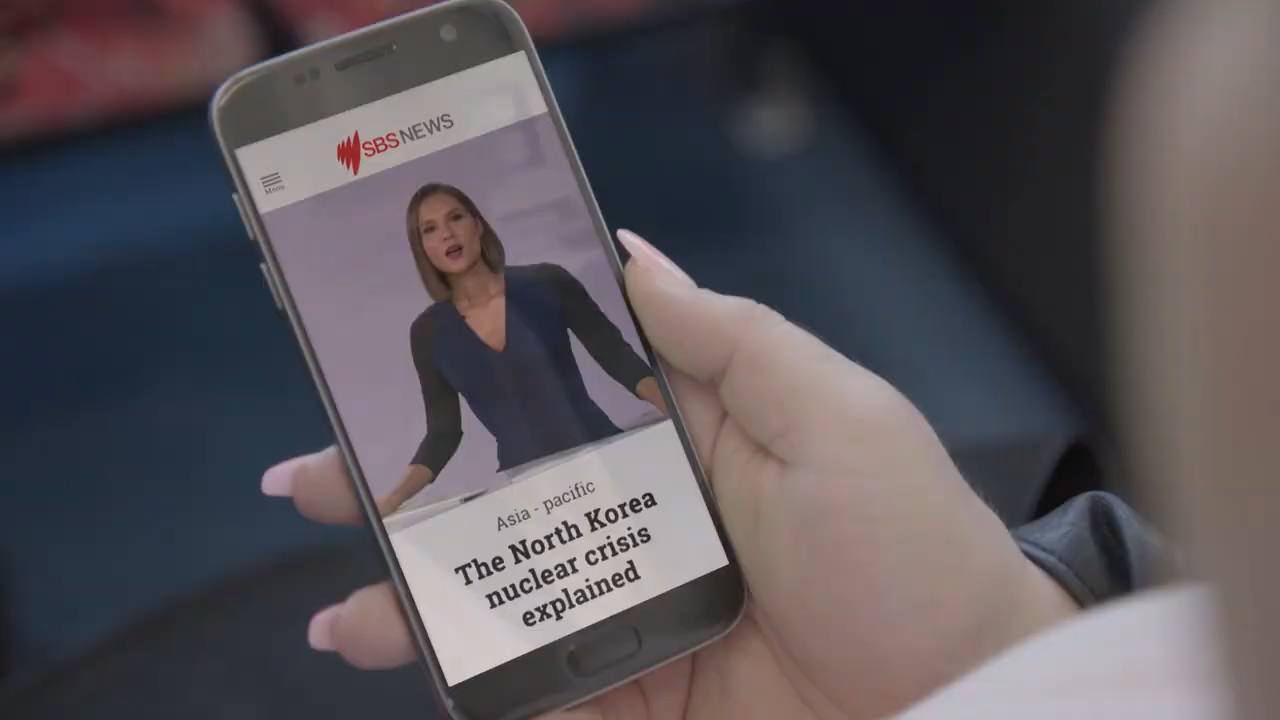 SBS NEWS
Menu
Asia - pacific
The North Korea
nuclear crisis
explained